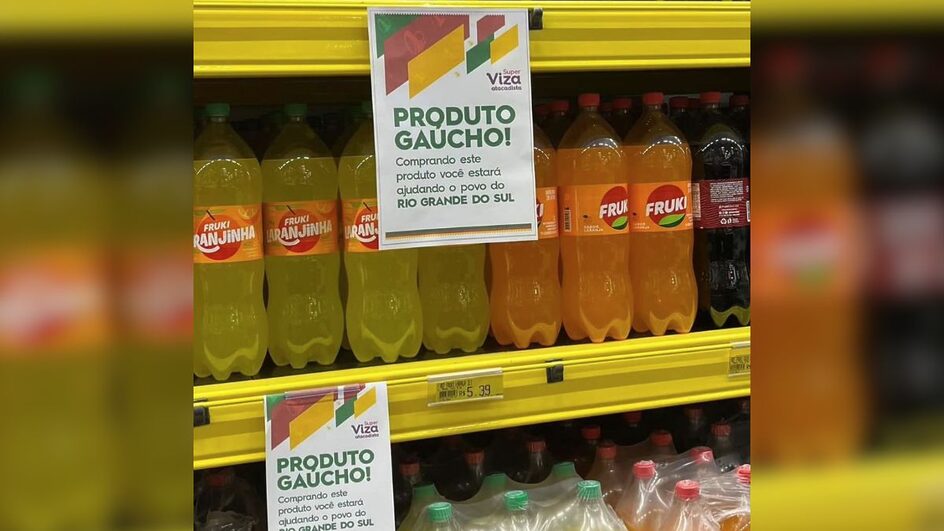 Super
Viza
atacadista
PRODUTO
GAÚCHO!
Comprando este
produto você estará
ajudando o povo do
RIO GRANDE DO SUL
FRUKI
LARANJINHA
FRUKI
LARANJINHA
FRUKI
FRUKI
FRUKI
5.39
Super
Viza
atacadista
PRODUTO
GAÚCHO!
Comprando este
produto você estará
ajudando o povo do
RIO GRANDE DO SUL